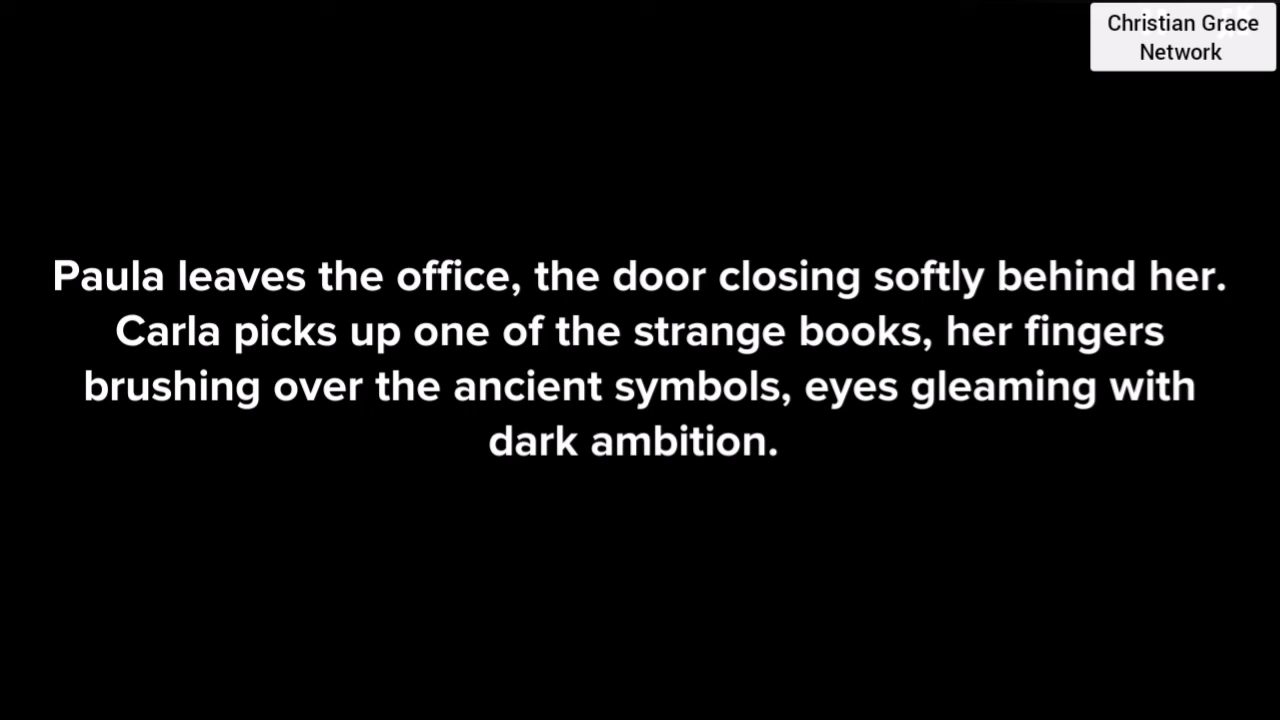 Christian Grace
Network
Paula leaves the office, the door closing softly behind her.
Carla picks up one of the strange books, her fingers
brushing over the ancient symbols, eyes gleaming with
dark ambition.